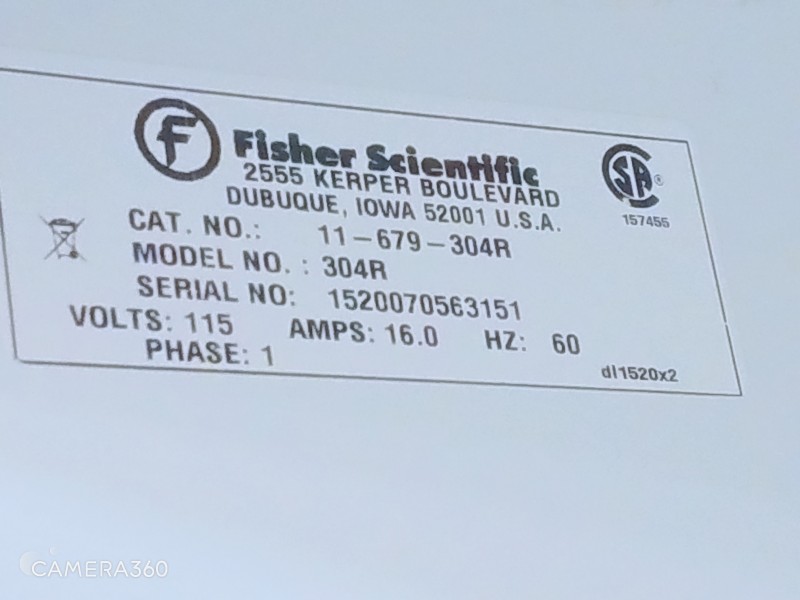 F Fisher Scientific
2555 KERPER BOULEVARD
DUBUQUE, IOWA 52001 U.S.A.
SA ®
157455
CAT. NO.: 11-679-304R
MODEL NO. : 304R
SERIAL NO: 1520070563151
VOLTS: 115 AMPS: 16.0 HZ: 60
PHASE: 1
dl1520x2
CAMERA360